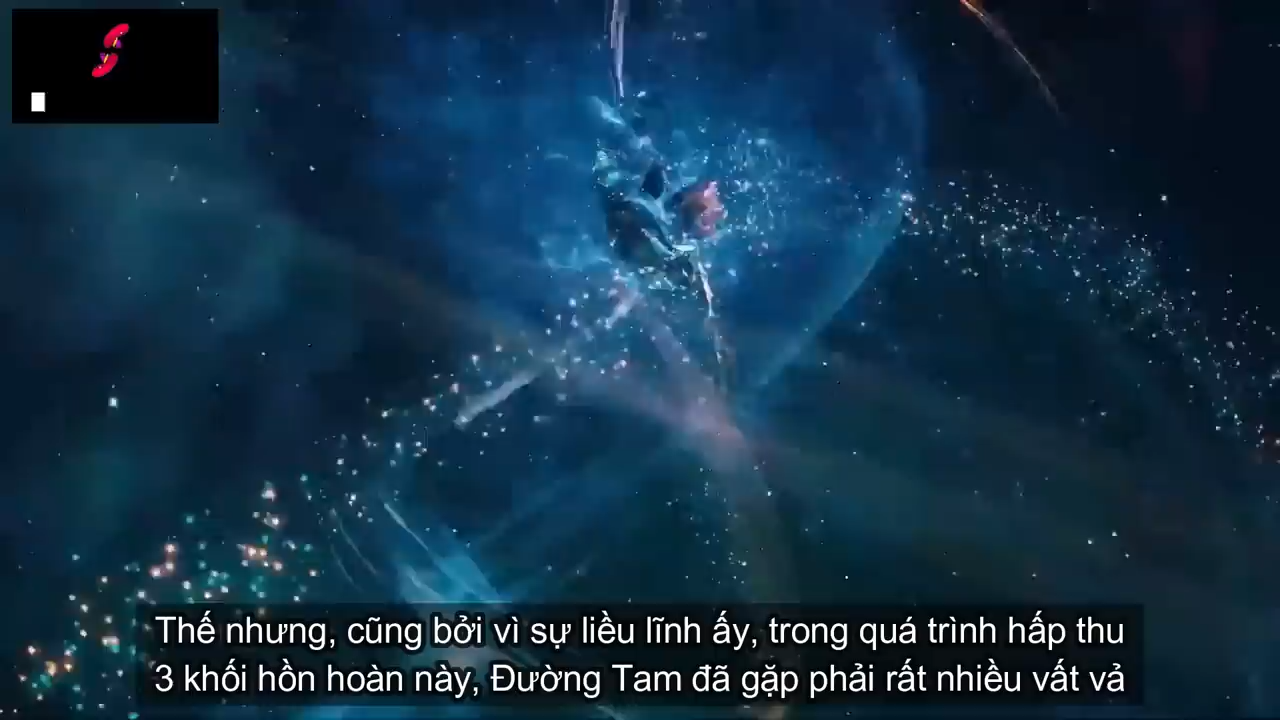 Thế nhưng, cũng bởi vì sự liều lĩnh ấy, trong quá trình hấp thu
3 khối hồn hoàn này, Đường Tam đã gặp phải rất nhiều vất vả